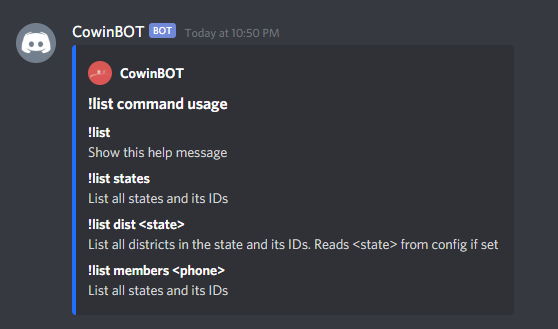 CowinBOT BOT Today at 10:50 PM
CowinBOT
!list command usage
!list
Show this help message
!list states
List all states and its IDs
!list dist <state>
List all districts in the state and its IDs. Reads <state> from config if set
!list members <phone>
List all states and its IDs